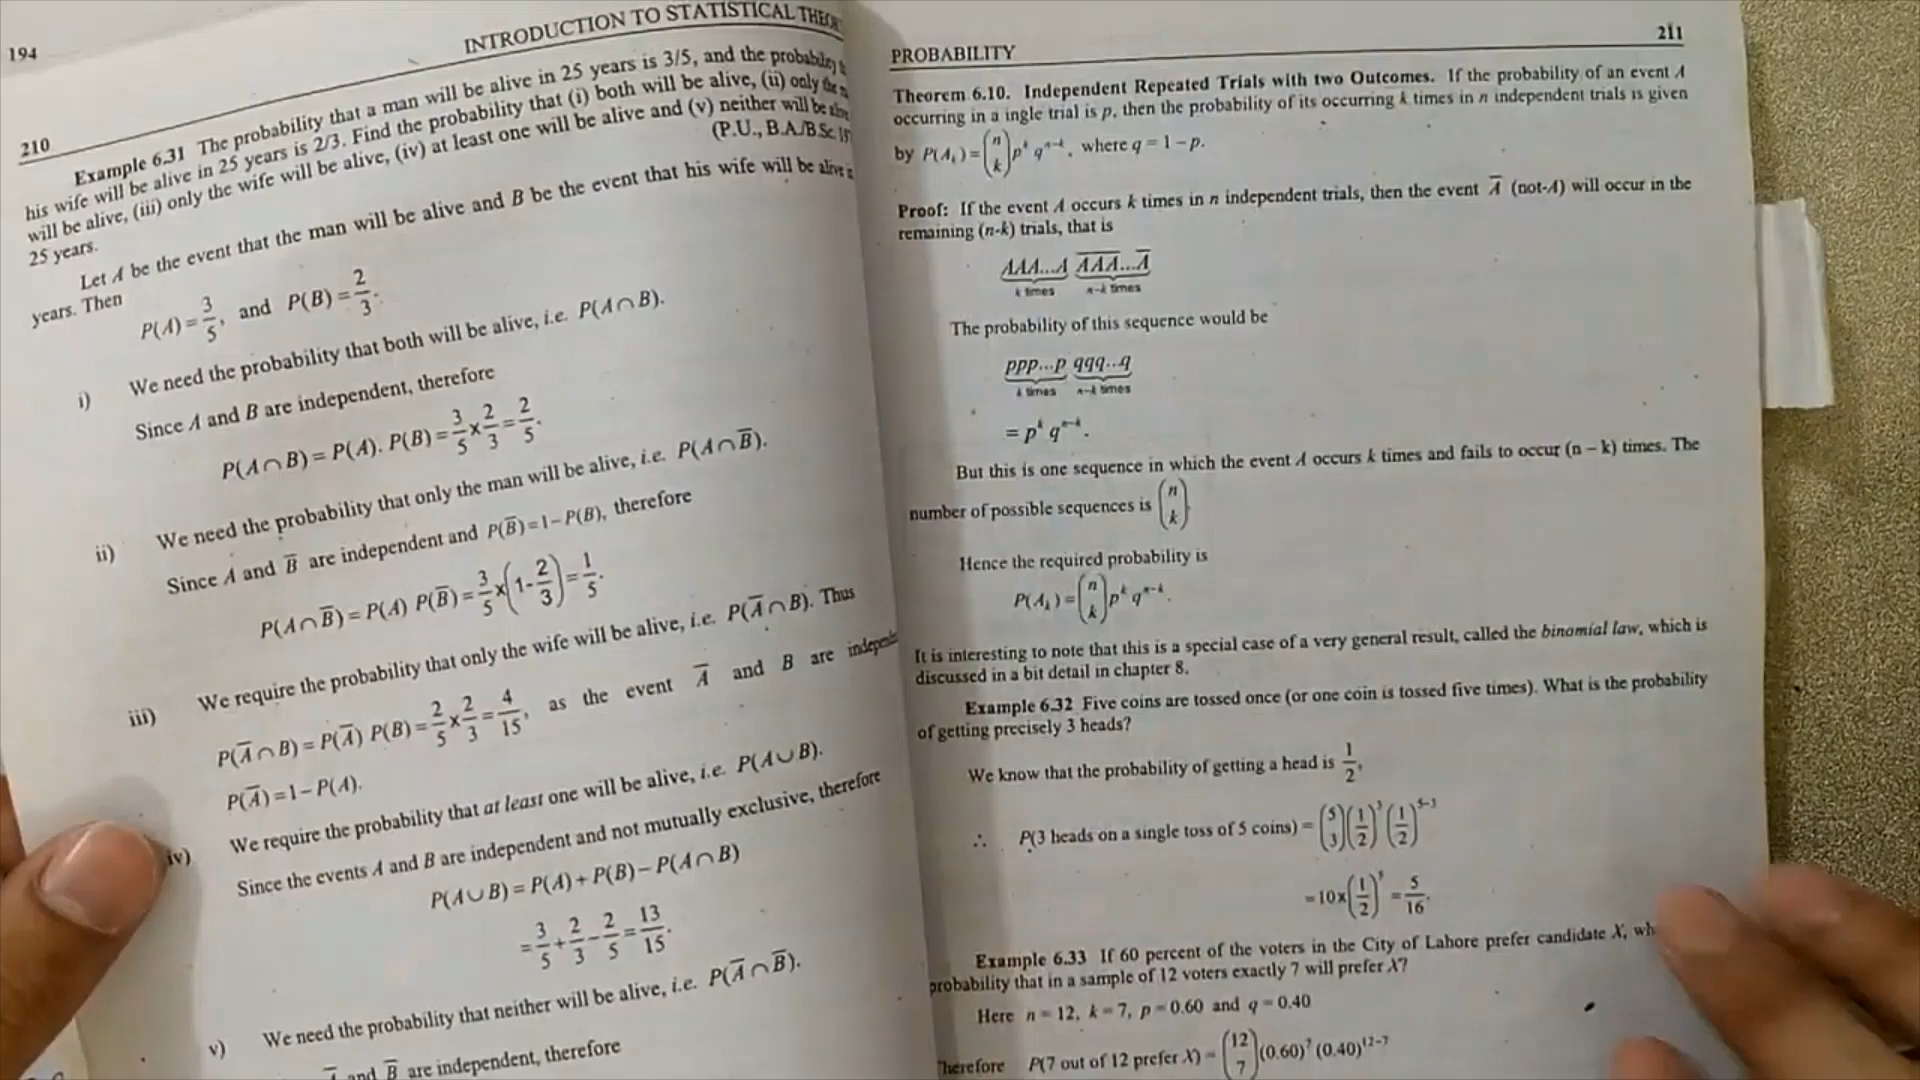 194
INTRODUCTION TO STATISTICAL
210
Example 6.31 The probability that a man will be alive in 25 years is 3/5, and the probability
his wife will be alive in 25 years is 2/3. Find the probability that (i) both will be alive, (ii) only the
will be alive, (iii) only the wife will be alive, (iv) at least one will be alive and (v) neither will be
25 years.
(P.U., B.A./B.Sc.
Let A be the event that the man will be alive and B be the event that his wife will be alive
years. Then
P(A) = 3/5, and P(B) = 2/3.
i) We need the probability that both will be alive, i.e. P(A∩B).
Since A and B are independent, therefore
P(A∩B) = P(A). P(B) = 3/5 × 2/3 = 2/5.
ii) We need the probability that only the man will be alive, i.e. P(A∩B̅).
Since A and B̅ are independent and P(B̅) = 1 − P(B), therefore
P(A∩B̅) = P(A) P(B̅) = 3/5 × (1 - 2/3) = 1/5.
iii) We require the probability that only the wife will be alive, i.e. P(A̅∩B). Thus
P(A̅∩B) = P(A̅) P(B) = 2/5 × 2/3 = 4/15, as the event A̅ and B are
P(A̅) = 1 − P(A).
iv) We require the probability that at least one will be alive, i.e. P(A∪B).
Since the events A and B are independent and not mutually exclusive, therefore
P(A∪B) = P(A) + P(B) − P(A∩B)
= 3/5 + 2/3 − 2/5 = 13/15.
v) We need the probability that neither will be alive, i.e. P(A̅∩B̅).
A̅ and B̅ are independent, therefore
PROBABILITY 211
Theorem 6.10. Independent Repeated Trials with two Outcomes. If the probability of an event A
occurring in a ingle trial is p, then the probability of its occurring k times in n independent trials is given
by P(Aₖ) = (n k) pᵏ qⁿ⁻ᵏ, where q = 1 − p.
Proof: If the event A occurs k times in n independent trials, then the event A̅ (not-A) will occur in the
remaining (n-k) trials, that is
AAA...A A̅A̅A̅...A̅
k times n−k times
The probability of this sequence would be
ppp...p qqq...q
k times n−k times
= pᵏ qⁿ⁻ᵏ.
But this is one sequence in which the event A occurs k times and fails to occur (n – k) times. The
number of possible sequences is (n k).
Hence the required probability is
P(Aₖ) = (n k) pᵏ qⁿ⁻ᵏ.
It is interesting to note that this is a special case of a very general result, called the binomial law, which is
discussed in a bit detail in chapter 8.
Example 6.32 Five coins are tossed once (or one coin is tossed five times). What is the probability
of getting precisely 3 heads?
We know that the probability of getting a head is 1/2,
∴ P(3 heads on a single toss of 5 coins) = (5 3) (1/2)³ (1/2)⁵⁻³
= 10×(1/2)⁵ = 5/16.
Example 6.33 If 60 percent of the voters in the City of Lahore prefer candidate X,
probability that in a sample of 12 voters exactly 7 will prefer X?
Here n = 12, k = 7, p = 0.60 and q = 0.40
Therefore P(7 out of 12 prefer X) = (12 7) (0.60)⁷ (0.40)¹²⁻⁷